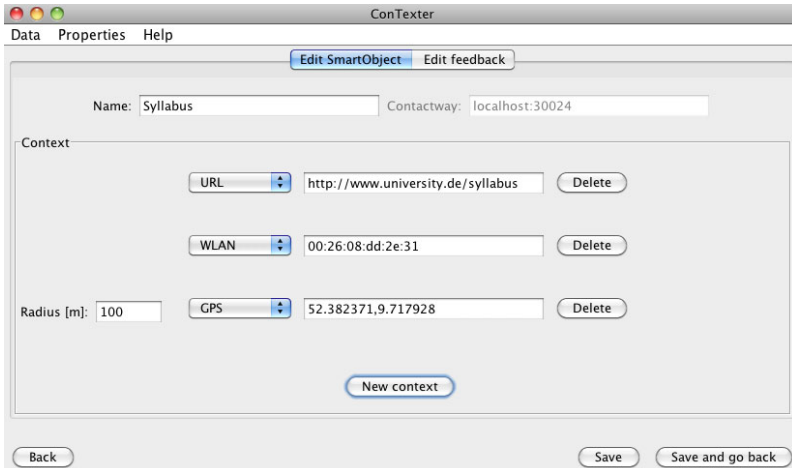 ConTexter
Data Properties Help
Edit SmartObject Edit feedback
Name: Syllabus Contactway: localhost:30024
Context
URL http://www.university.de/syllabus Delete
WLAN 00:26:08:dd:2e:31 Delete
Radius [m]: 100 GPS 52.382371,9.717928 Delete
New context
Back Save Save and go back